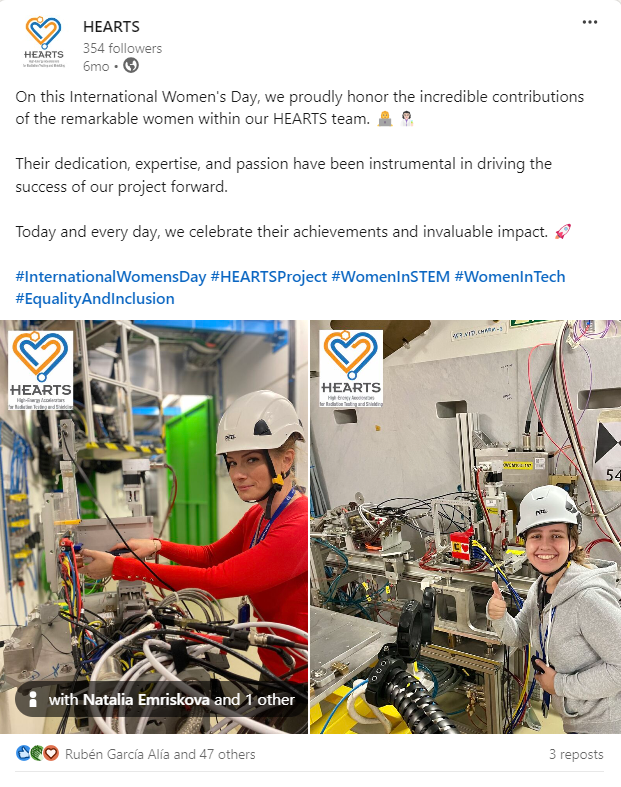 HEARTS
HEARTS
High-Energy Accelerators
for Radiation Testing and Shielding
354 followers
6mo •
On this International Women's Day, we proudly honor the incredible contributions
of the remarkable women within our HEARTS team.
Their dedication, expertise, and passion have been instrumental in driving the
success of our project forward.
Today and every day, we celebrate their achievements and invaluable impact.
#InternationalWomensDay #HEARTSProject #WomenInSTEM #WomenInTech
#EqualityAndInclusion
HEARTS
High-Energy Accelerators
for Radiation Testing and Shielding
PETZL
HEARTS
High-Energy Accelerators
for Radiation Testing and Shielding
PETZL
54
with Natalia Emriskova and 1 other
Rubén García Alía and 47 others
3 reposts